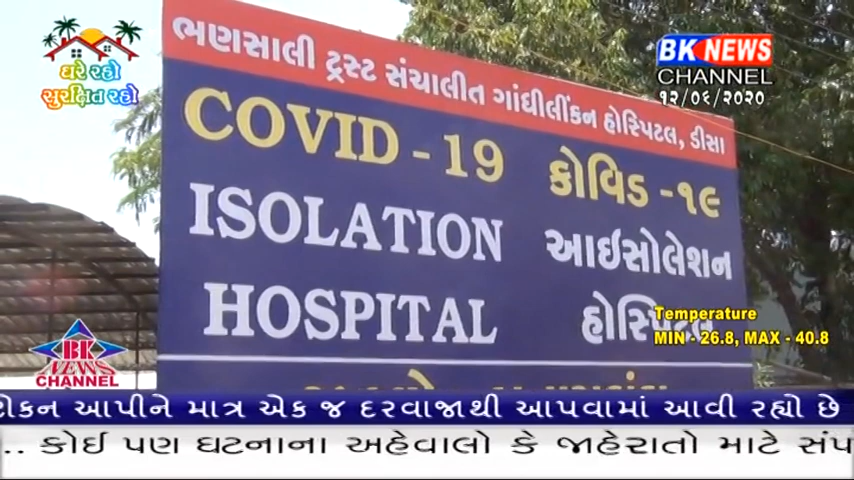 ઘરે રહો
સુરક્ષિત રહો
BK NEWS
CHANNEL
૧૨/૦૬/૨૦૨૦
ભણસાલી ટ્રસ્ટ સંચાલીત ગાંધીલીંકન હોસ્પિટલ, ડીસા
COVID - 19 કોવિડ -૧૯
ISOLATION આઈસોલેશન
HOSPITAL હોસ્પિટલ
Temperature
MIN - 26.8, MAX - 40.8
BK
NEWS
CHANNEL
આપીને માત્ર એક જ દરવાજાથી આપવામાં આવી રહ્યો છે
.. કોઈ પણ ઘટનાના અહેવાલો કે જાહેરાતો માટે